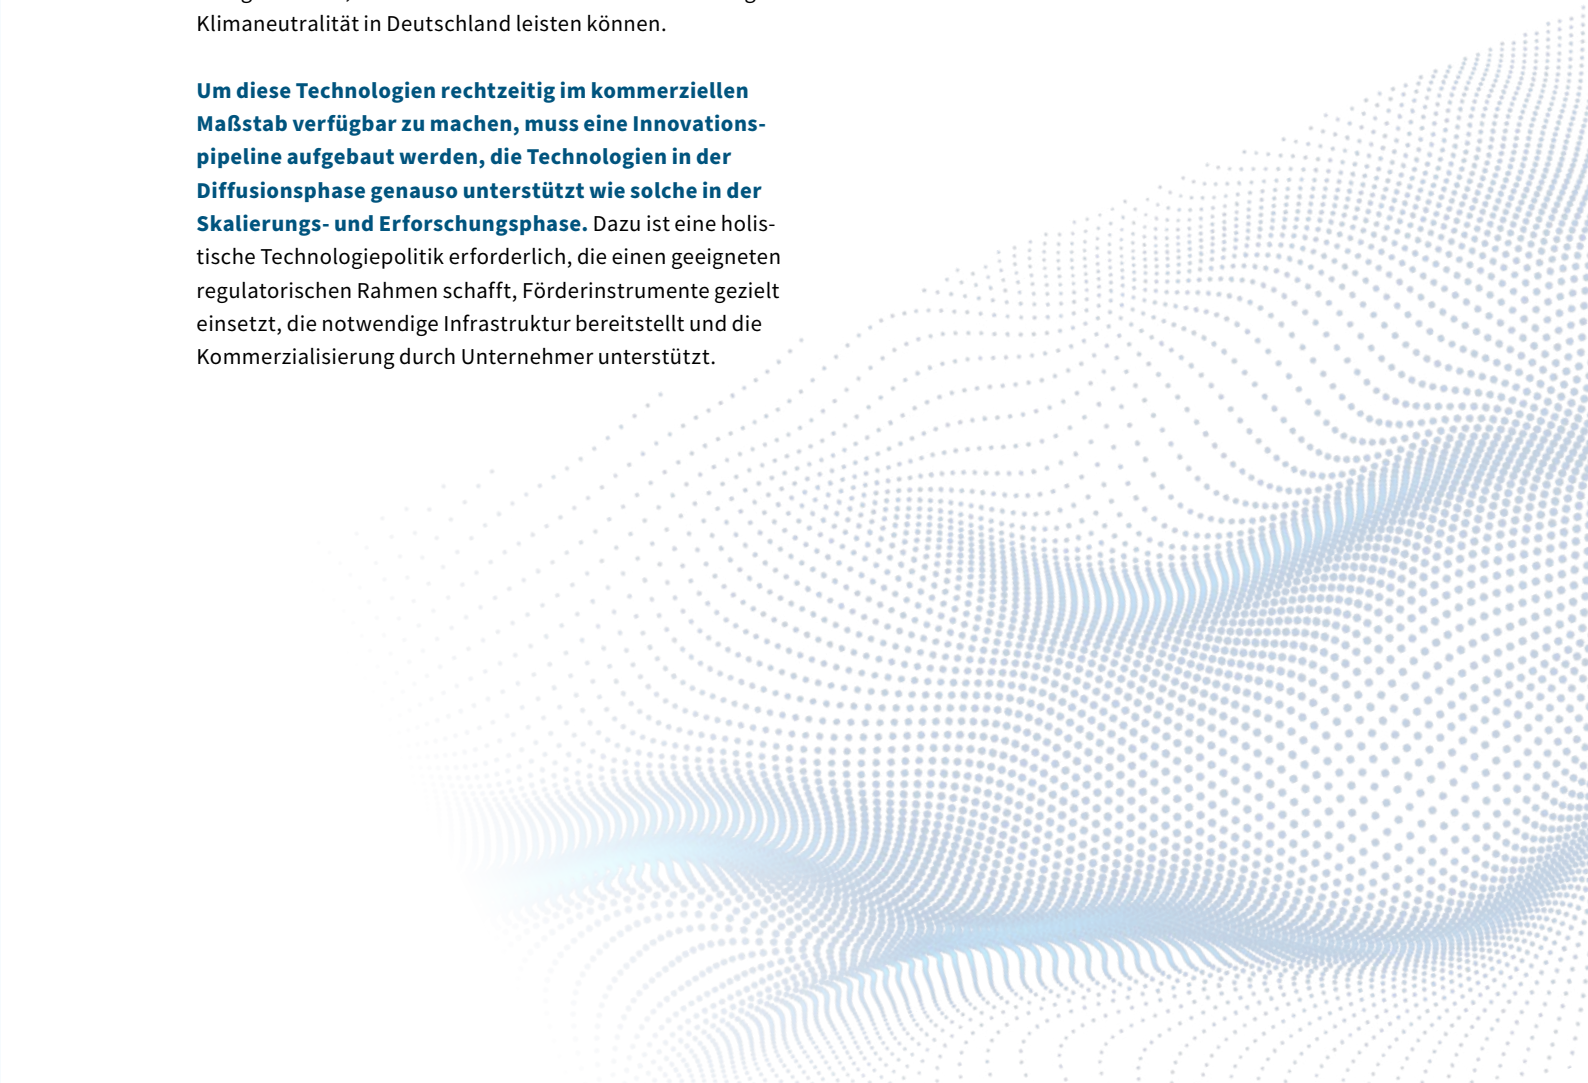 Klimaneutralität in Deutschland leisten können.
Um diese Technologien rechtzeitig im kommerziellen
Maßstab verfügbar zu machen, muss eine Innovations-
pipeline aufgebaut werden, die Technologien in der
Diffusionsphase genauso unterstützt wie solche in der
Skalierungs- und Erforschungsphase. Dazu ist eine holis-
tische Technologiepolitik erforderlich, die einen geeigneten
regulatorischen Rahmen schafft, Förderinstrumente gezielt
einsetzt, die notwendige Infrastruktur bereitstellt und die
Kommerzialisierung durch Unternehmer unterstützt.